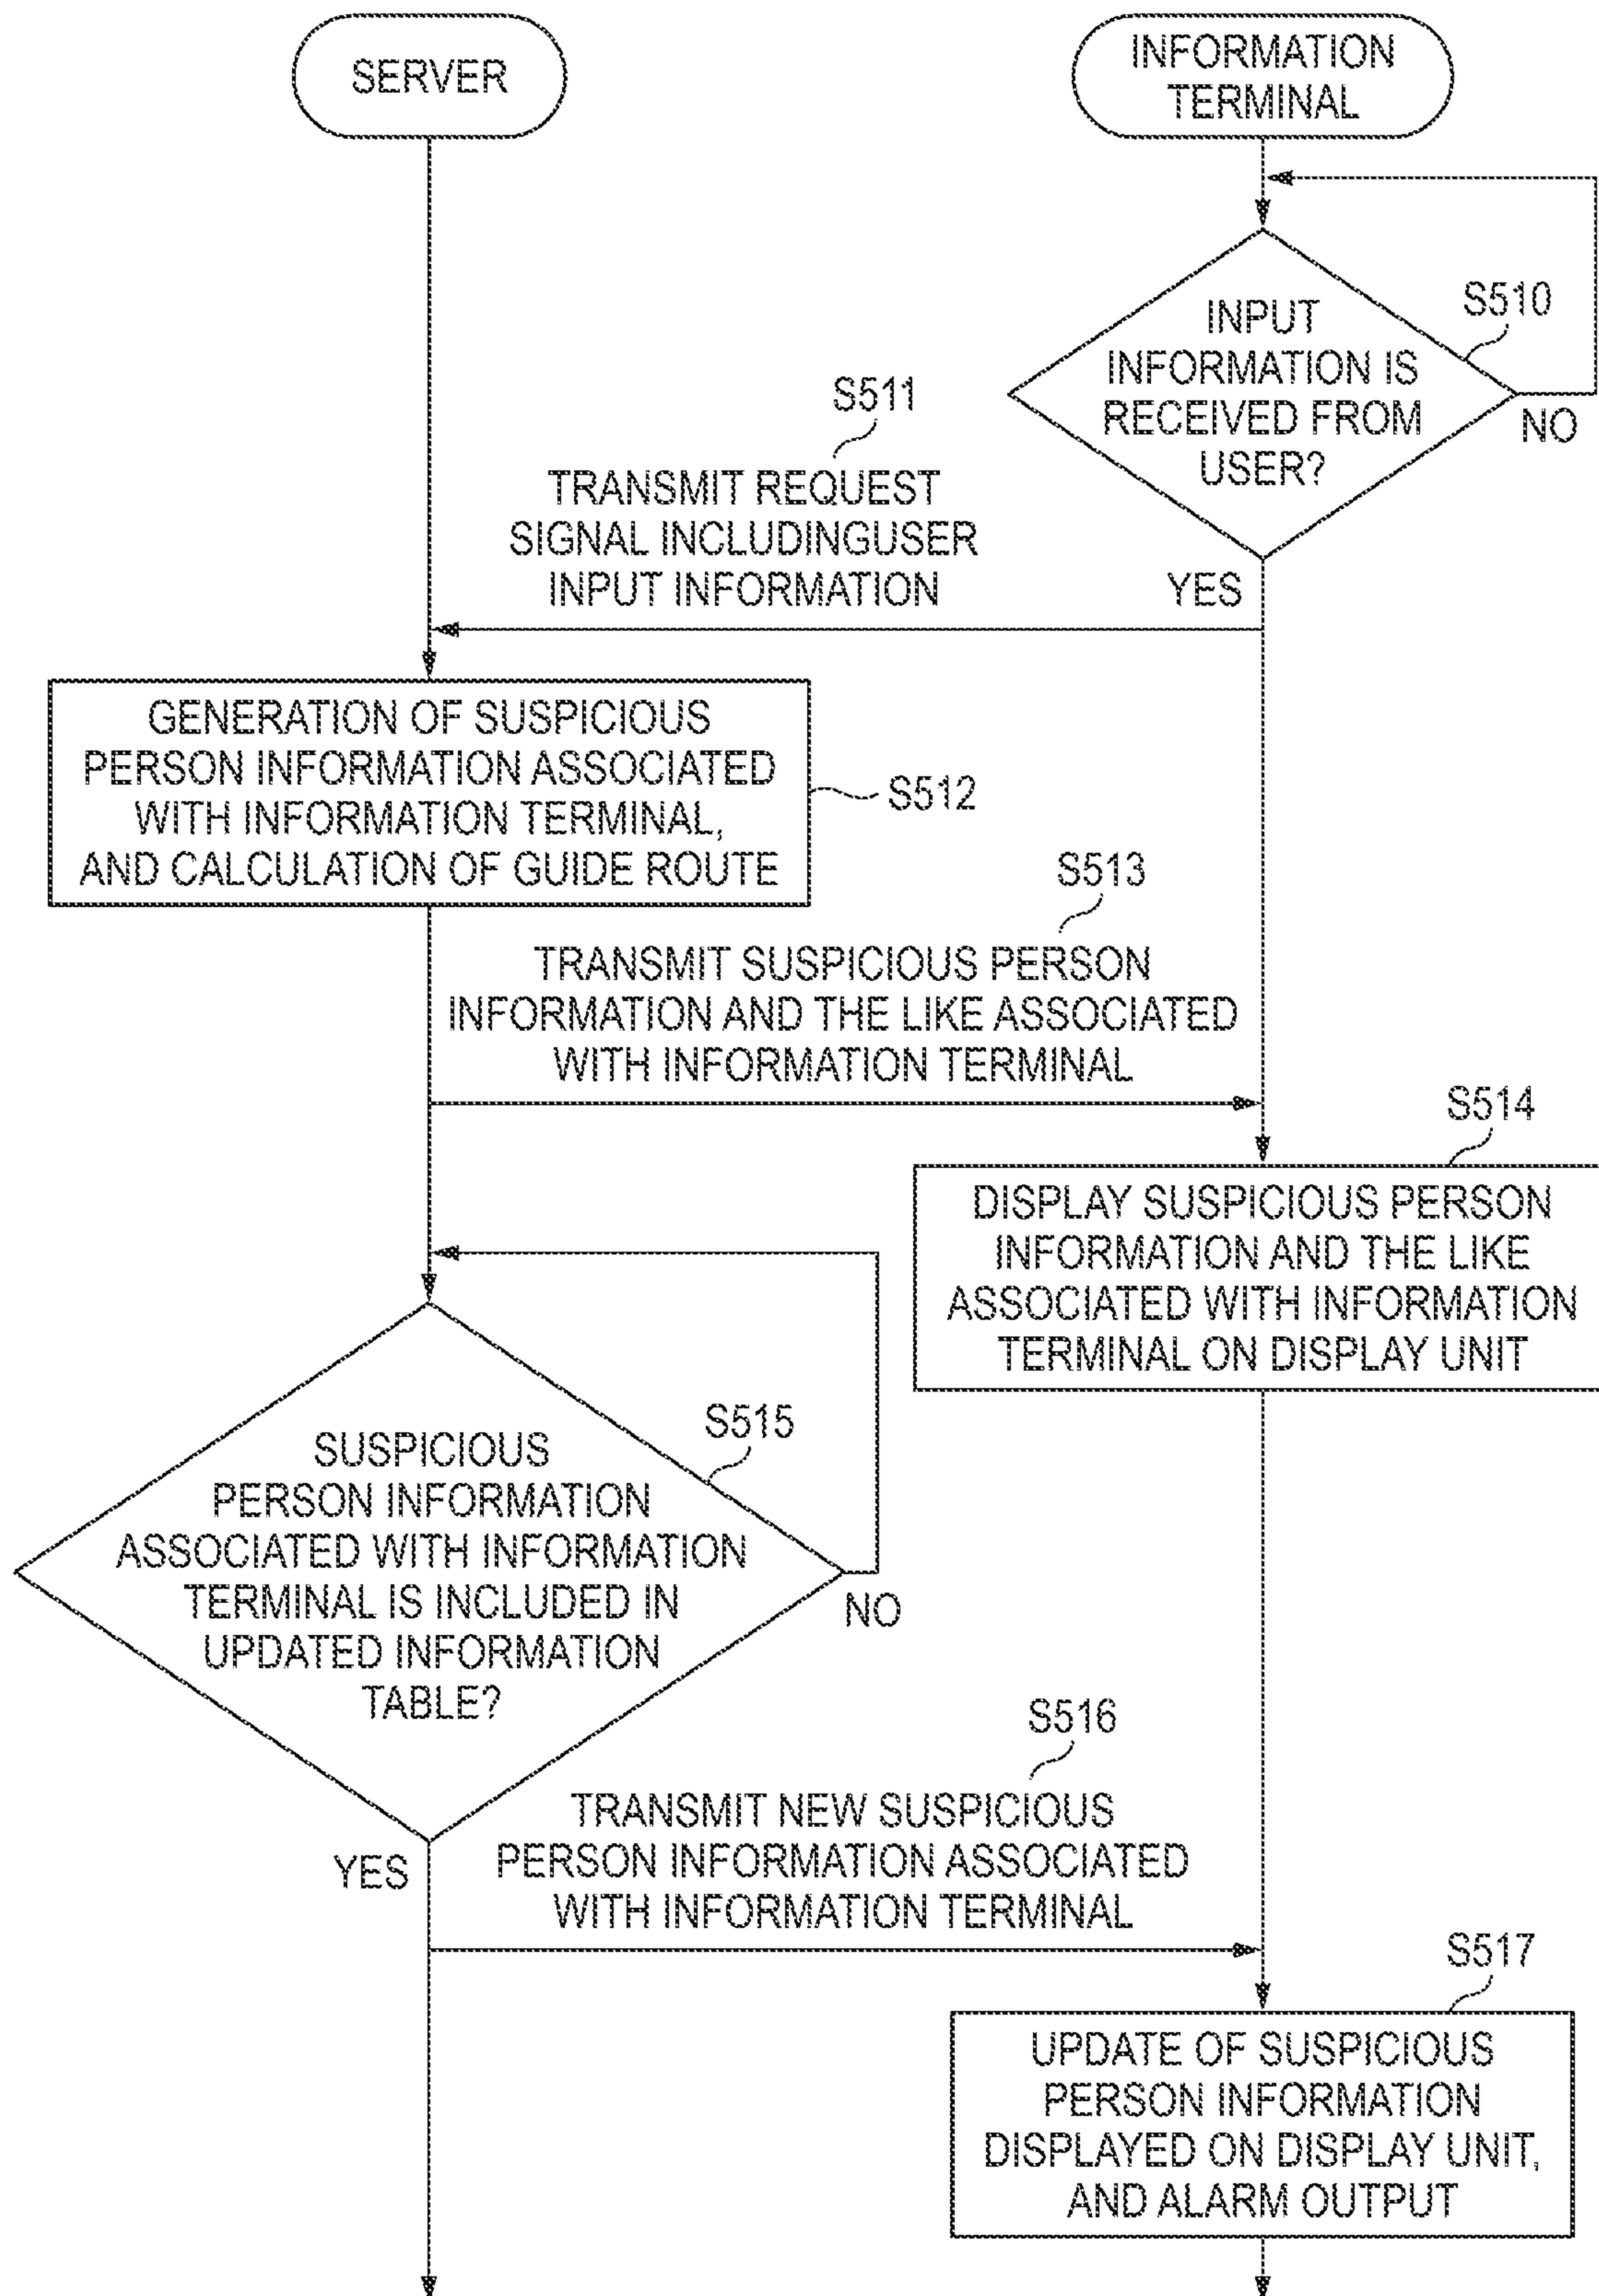 SERVER
INFORMATION
TERMINAL
S510
INPUT
INFORMATION IS
RECEIVED FROM
USER?
NO
YES
S511
TRANSMIT REQUEST
SIGNAL INCLUDINGUSER
INPUT INFORMATION
GENERATION OF SUSPICIOUS
PERSON INFORMATION ASSOCIATED
WITH INFORMATION TERMINAL,
AND CALCULATION OF GUIDE ROUTE
S512
S513
TRANSMIT SUSPICIOUS PERSON
INFORMATION AND THE LIKE ASSOCIATED
WITH INFORMATION TERMINAL
S514
DISPLAY SUSPICIOUS PERSON
INFORMATION AND THE LIKE
ASSOCIATED WITH INFORMATION
TERMINAL ON DISPLAY UNIT
S515
SUSPICIOUS
PERSON INFORMATION
ASSOCIATED WITH INFORMATION
TERMINAL IS INCLUDED IN
UPDATED INFORMATION
TABLE?
NO
YES
S516
TRANSMIT NEW SUSPICIOUS
PERSON INFORMATION ASSOCIATED
WITH INFORMATION TERMINAL
S517
UPDATE OF SUSPICIOUS
PERSON INFORMATION
DISPLAYED ON DISPLAY UNIT,
AND ALARM OUTPUT